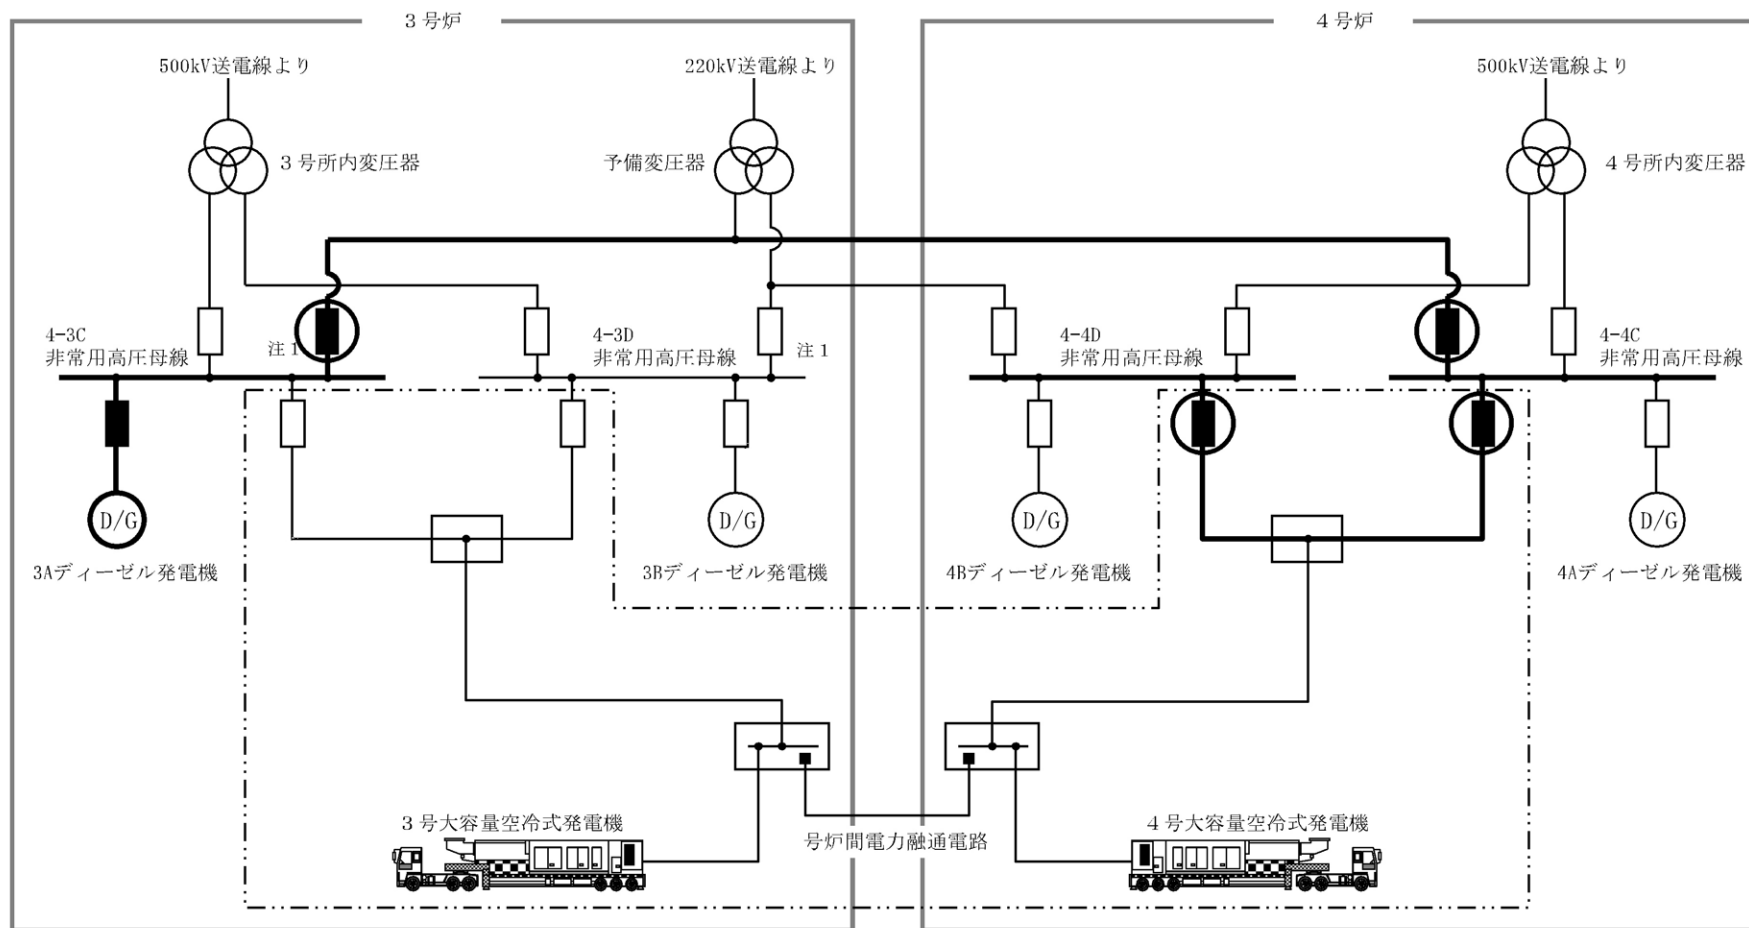 ３号炉
４号炉
500kV送電線より
220kV送電線より
500kV送電線より
３号所内変圧器
予備変圧器
４号所内変圧器
4-3C
非常用高圧母線
注１
4-3D
非常用高圧母線
注１
4-4D
非常用高圧母線
4-4C
非常用高圧母線
D/G
D/G
D/G
D/G
3Aディーゼル発電機
3Bディーゼル発電機
4Bディーゼル発電機
4Aディーゼル発電機
３号大容量空冷式発電機
号炉間電力融通電路
４号大容量空冷式発電機